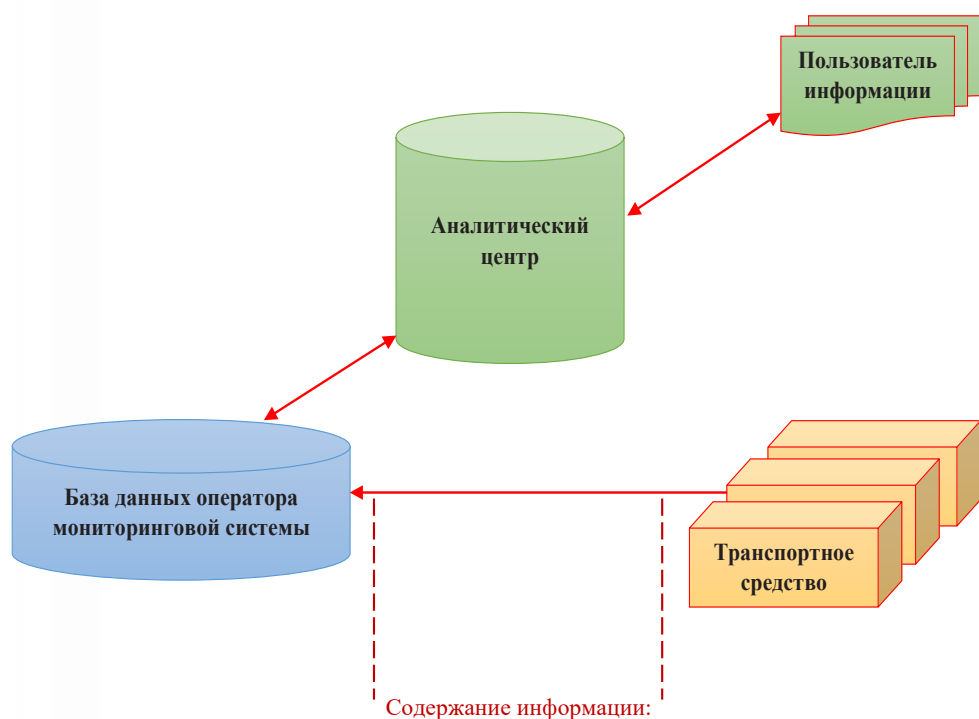 Пользователь
информации
Аналитический
центр
База данных оператора
мониторинговой системы
Транспортное
средство
Содержание информации: